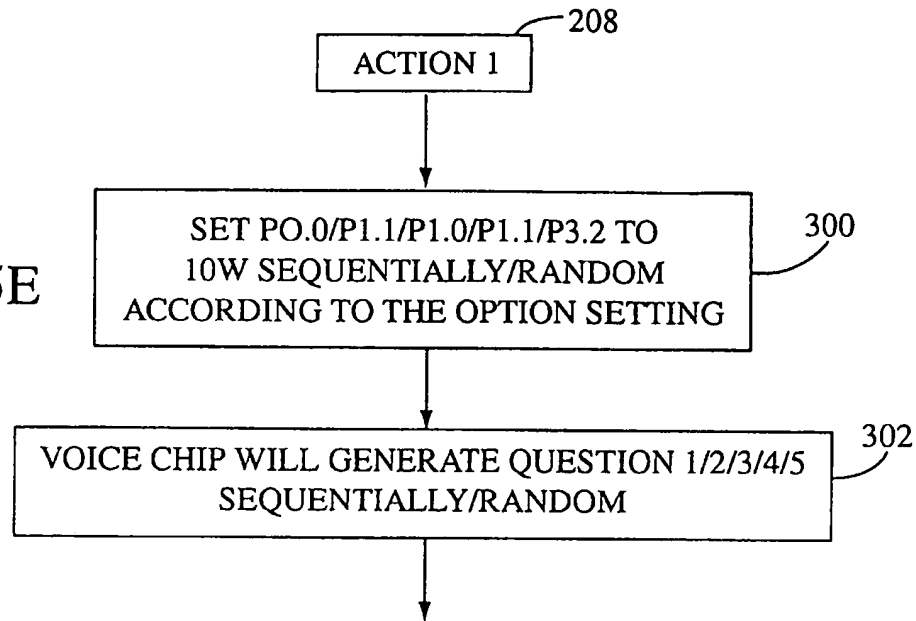 208
ACTION 1
SET PO.0/P1.1/P1.0/P1.1/P3.2 TO
10W SEQUENTIALLY/RANDOM
ACCORDING TO THE OPTION SETTING
300
5E
VOICE CHIP WILL GENERATE QUESTION 1/2/3/4/5
SEQUENTIALLY/RANDOM
302